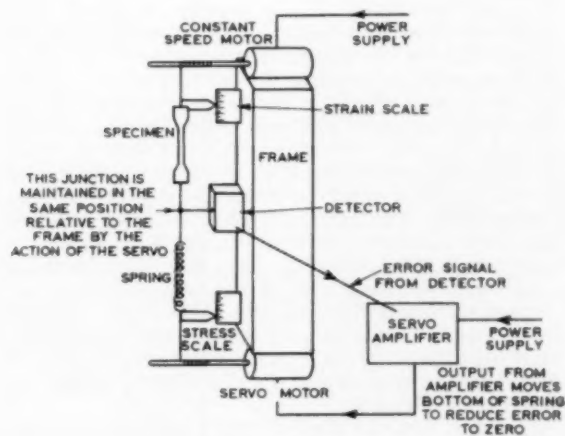 CONSTANT
SPEED MOTOR
POWER
SUPPLY
STRAIN SCALE
SPECIMEN
FRAME
THIS JUNCTION IS
MAINTAINED IN THE
SAME POSITION
RELATIVE TO THE
FRAME BY THE
ACTION OF THE SERVO
DETECTOR
SPRING
ERROR SIGNAL
FROM DETECTOR
STRESS
SCALE
SERVO
AMPLIFIER
POWER
SUPPLY
SERVO MOTOR
OUTPUT FROM
AMPLIFIER MOVES
BOTTOM OF SPRING
TO REDUCE ERROR
TO ZERO